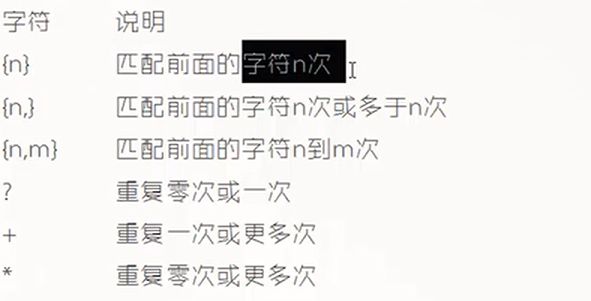 字符 说明
{n} 匹配前面的字符n次
{n,} 匹配前面的字符n次或多于n次
{n,m} 匹配前面的字符n到m次
? 重复零次或一次
+ 重复一次或更多次
* 重复零次或更多次